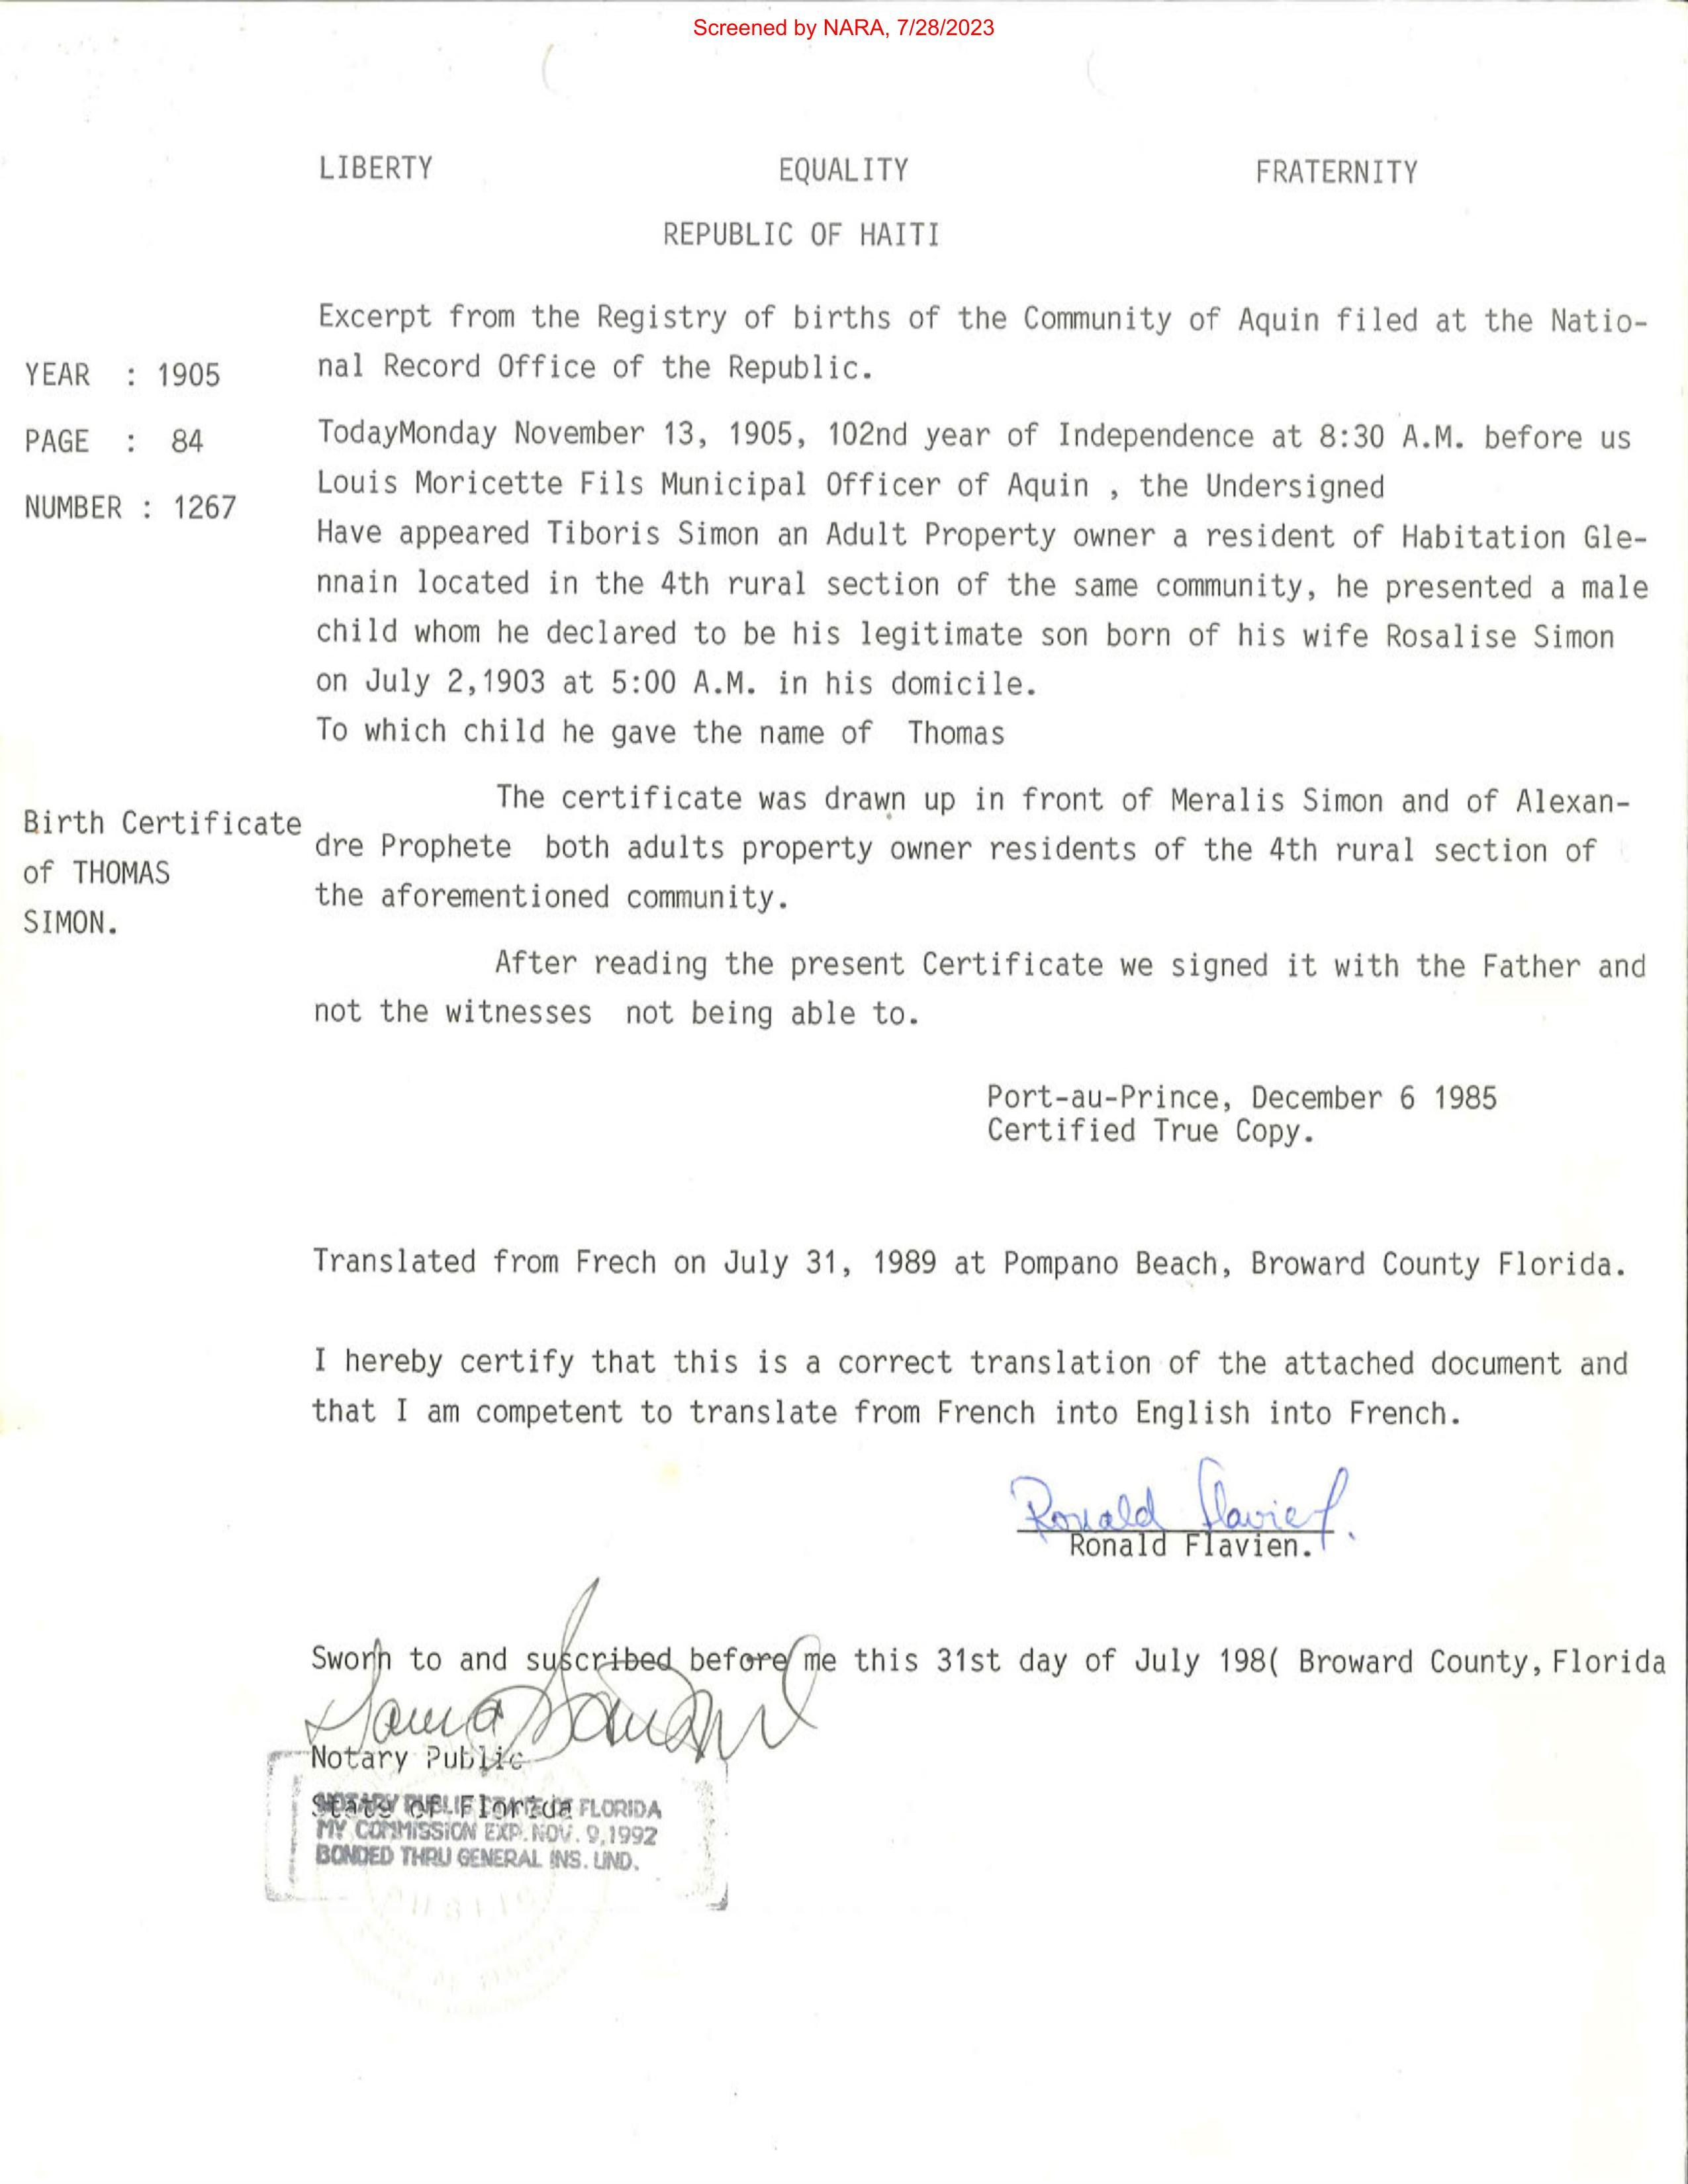 Screened by NARA, 7/28/2023
LIBERTY EQUALITY FRATERNITY
REPUBLIC OF HAITI
Excerpt from the Registry of births of the Community of Aquin filed at the Natio-
nal Record Office of the Republic.
YEAR : 1905
PAGE : 84
NUMBER : 1267
TodayMonday November 13, 1905, 102nd year of Independence at 8:30 A.M. before us
Louis Moricette Fils Municipal Officer of Aquin , the Undersigned
Have appeared Tiboris Simon an Adult Property owner a resident of Habitation Gle-
nnain located in the 4th rural section of the same community, he presented a male
child whom he declared to be his legitimate son born of his wife Rosalise Simon
on July 2,1903 at 5:00 A.M. in his domicile.
To which child he gave the name of Thomas
Birth Certificate
of THOMAS
SIMON.
The certificate was drawn up in front of Meralis Simon and of Alexan-
dre Prophete both adults property owner residents of the 4th rural section of
the aforementioned community.
After reading the present Certificate we signed it with the Father and
not the witnesses not being able to.
Port-au-Prince, December 6 1985
Certified True Copy.
Translated from Frech on July 31, 1989 at Pompano Beach, Broward County Florida.
I hereby certify that this is a correct translation of the attached document and
that I am competent to translate from French into English into French.
Ronald Flavien.
Ronald Flavien.
Sworn to and suscribed before me this 31st day of July 198( Broward County, Florida
Notary Public
State of Florida
NOTARY PUBLIC STATE OF FLORIDA
MY COMMISSION EXP. NOV. 9,1992
BONDED THRU GENERAL INS. UND.